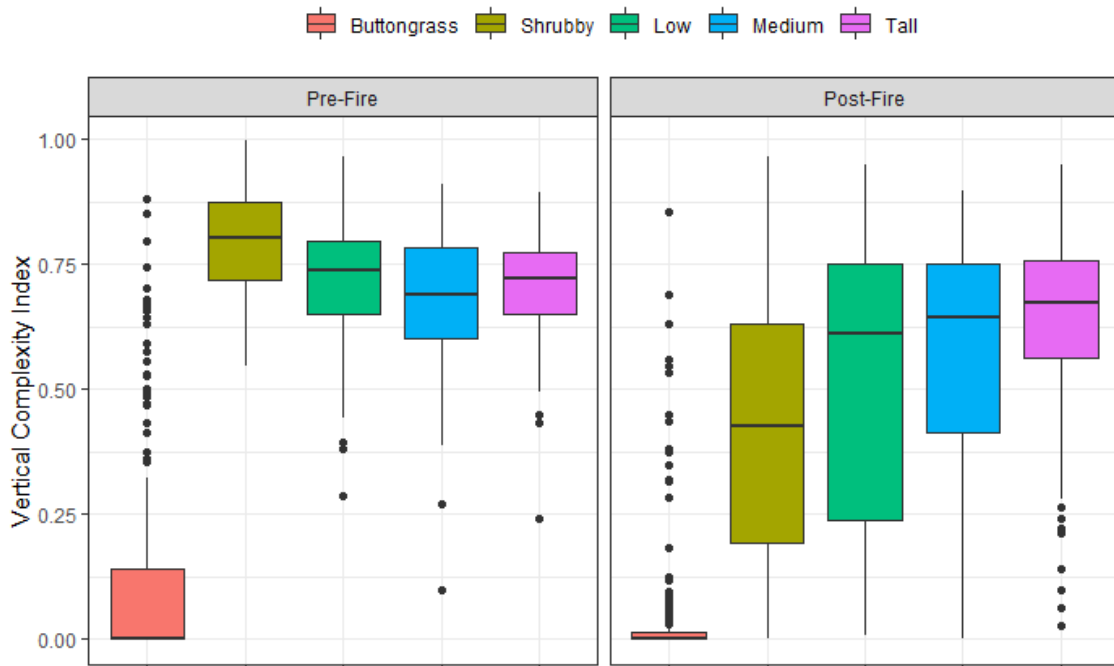 Buttongrass Shrubby Low Medium Tall
Pre-Fire Post-Fire
Vertical Complexity Index
1.00
0.75
0.50
0.25
0.00